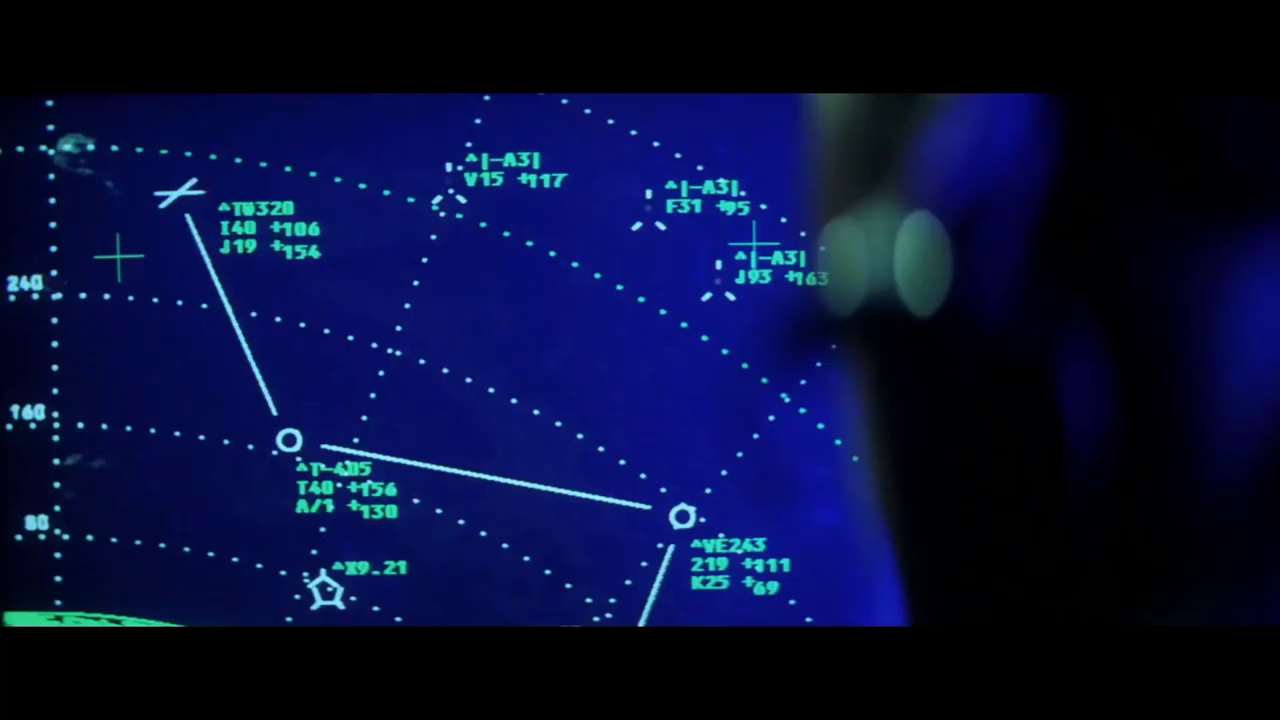 ^|-A3|
V15 +117
^|-A3|
F31 +95
^TW320
I40 +106
J19 +154
^|-A3|
J93 +163
240
160
^T-405
T40 +156
A/1 +130
80
^VE243
219 +111
K25 +69
^X9-21